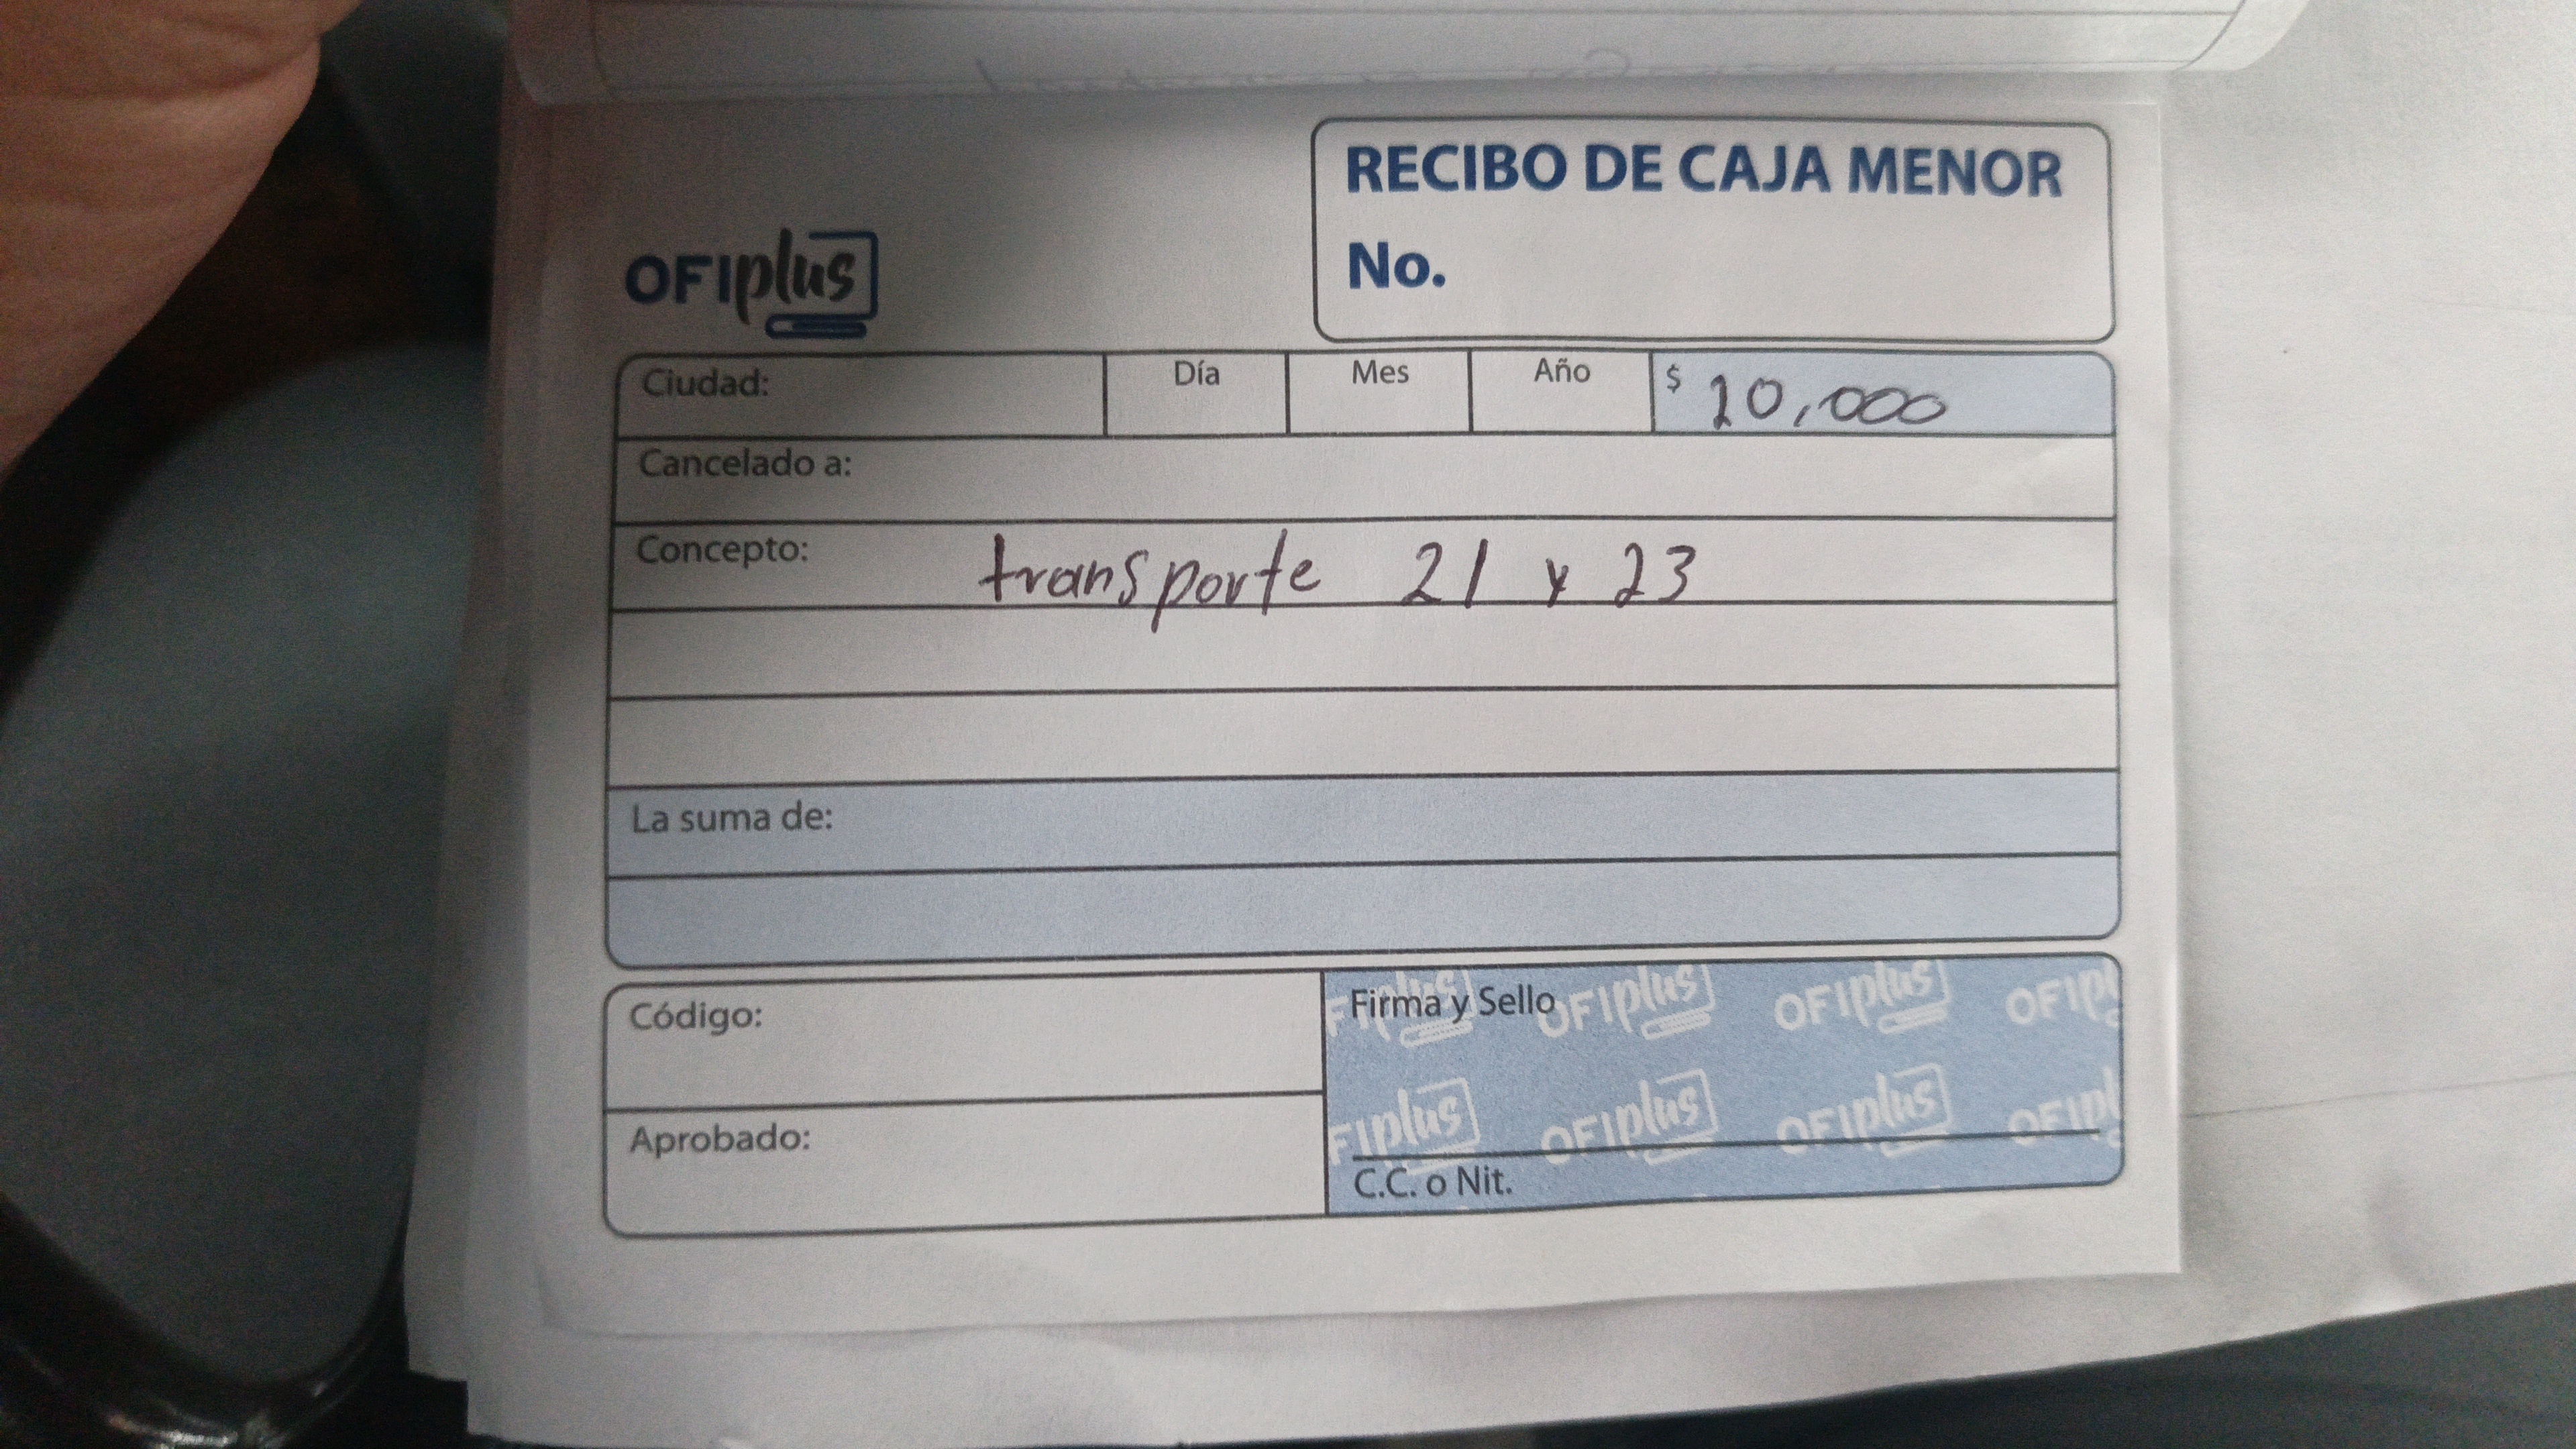 RECIBO DE CAJA MENOR
No.
OFIplus
Ciudad:
Día
Mes
Año
$ 20,000
Cancelado a:
Concepto: transporte 21 y 23
La suma de:
Código:
Firma y Sello
Aprobado:
C.C. o Nit.